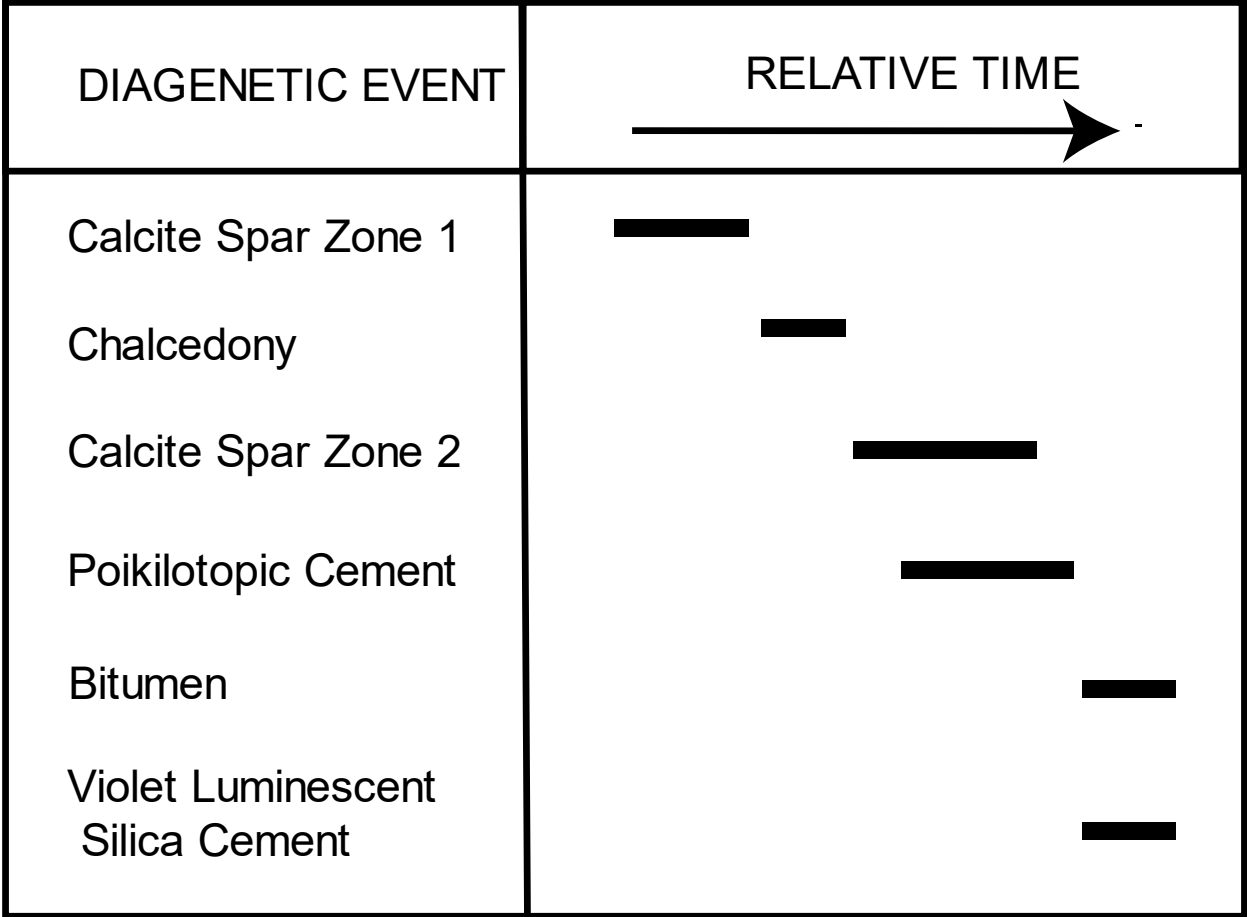 DIAGENETIC EVENT
RELATIVE TIME
Calcite Spar Zone 1
Chalcedony
Calcite Spar Zone 2
Poikilotopic Cement
Bitumen
Violet Luminescent
Silica Cement